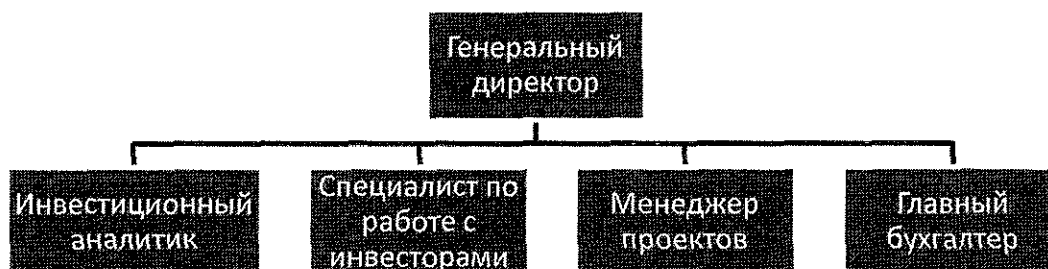 Генеральный
директор
Инвестиционный
аналитик
Специалист по
работе с
инвесторами
Менеджер
проектов
Главный
бухгалтер